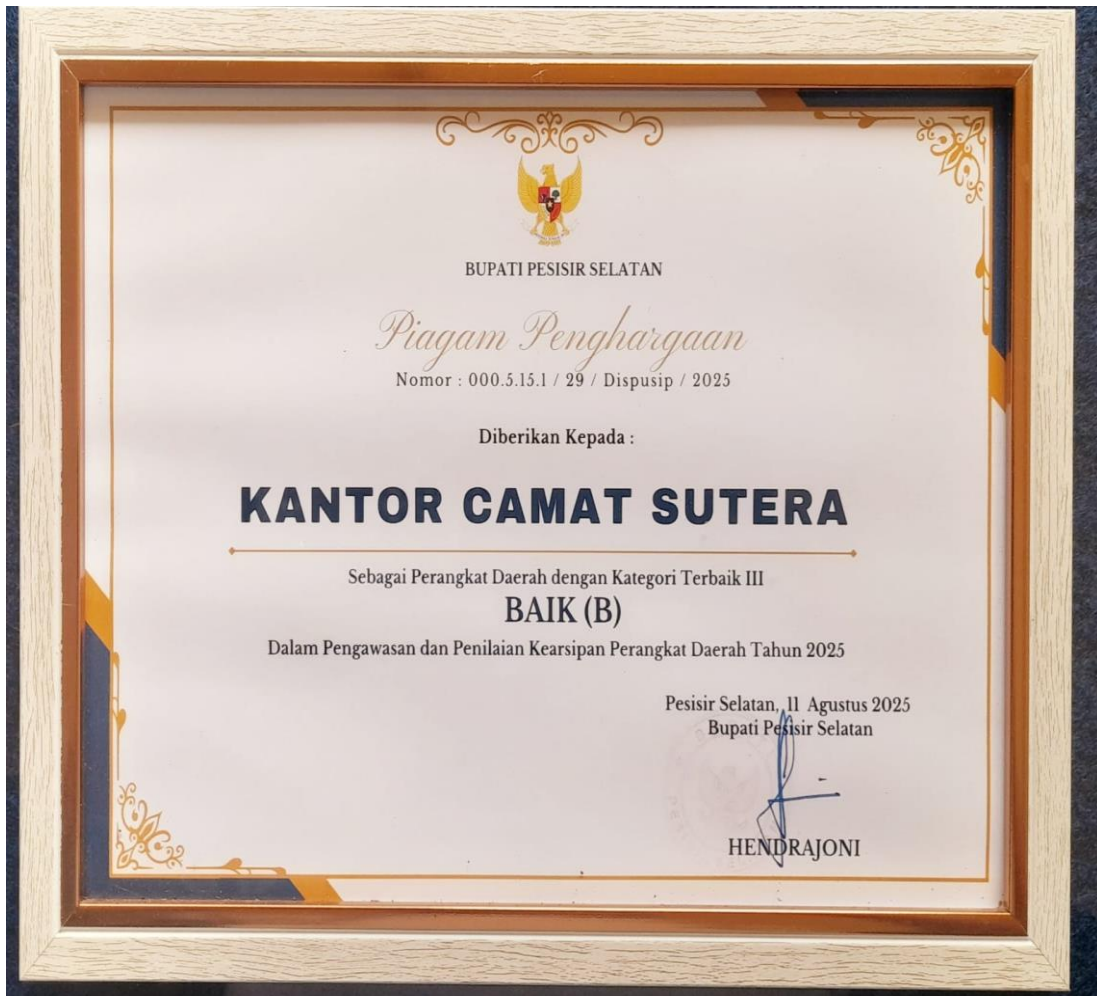 BUPATI PESISIR SELATAN
Piagam Penghargaan
Nomor : 000.5.15.1 / 29 / Dispusip / 2025
Diberikan Kepada :
KANTOR CAMAT SUTERA
Sebagai Perangkat Daerah dengan Kategori Terbaik III
BAIK (B)
Dalam Pengawasan dan Penilaian Kearsipan Perangkat Daerah Tahun 2025
Pesisir Selatan, 11 Agustus 2025
Bupati Pesisir Selatan
HENDRAJONI